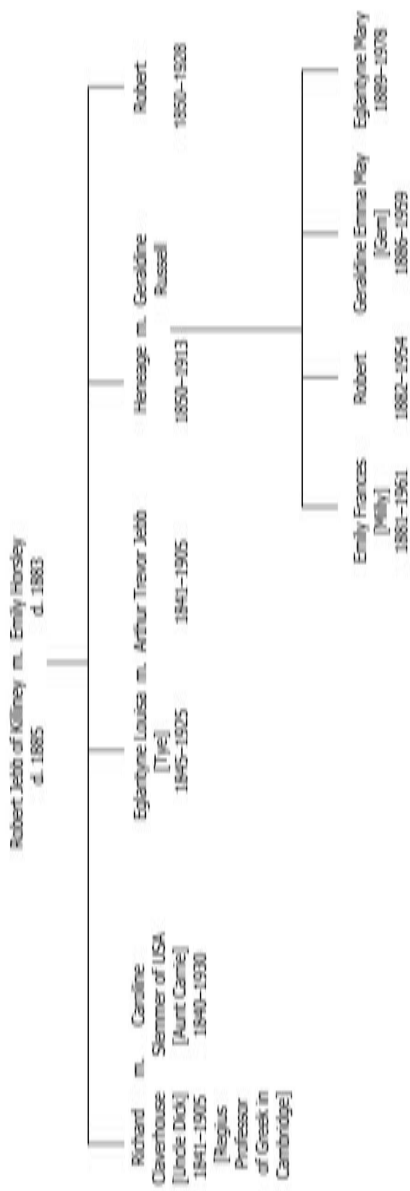 Robert Jebb of Killiney m. Emily Horsley
d. 1885 d. 1883
Richard m. Caroline
Claverhouse Slemmer of USA
[Uncle Dick] [Aunt Carrie]
1841–1905 1840–1930
[Regius
Professor
of Greek in
Cambridge]
Eglantyne Louisa m. Arthur Trevor Jebb
[Tye]
1845–1925 1841–1905
Heneage m. Geraldine
Russell
1850–1913
Robert
1850–1928
Emily Frances
[Milly]
1881–1961
Robert
1882–1954
Geraldine Emma May
[Gem]
1886–1959
Eglantyne Mary
1889–1978